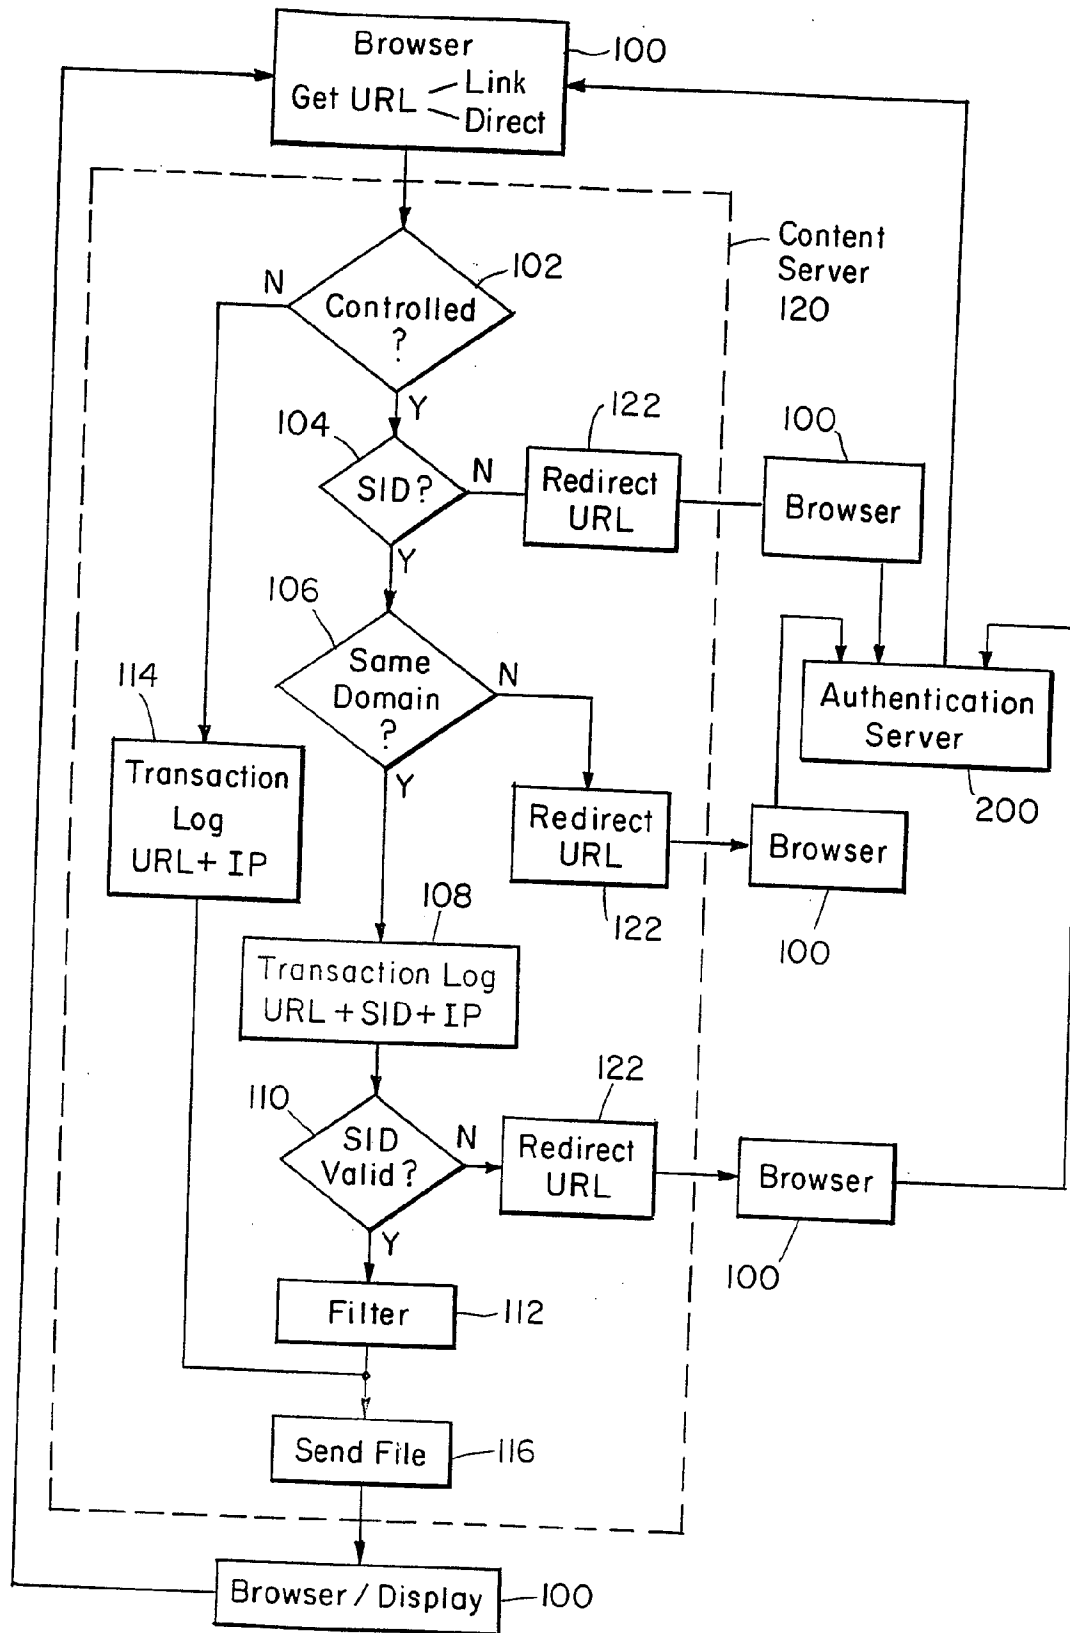 Browser
Get URL
Link
Direct
100
Content
Server
120
102
N
Controlled
?
Y
104
SID?
N
122
Redirect
URL
100
Browser
Y
106
Same
Domain
?
N
Y
114
Transaction
Log
URL + IP
Authentication
Server
200
Redirect
URL
122
Browser
100
108
Transaction Log
URL + SID + IP
110
SID
Valid?
N
122
Redirect
URL
Browser
100
Y
Filter
112
Send File
116
Browser / Display
100